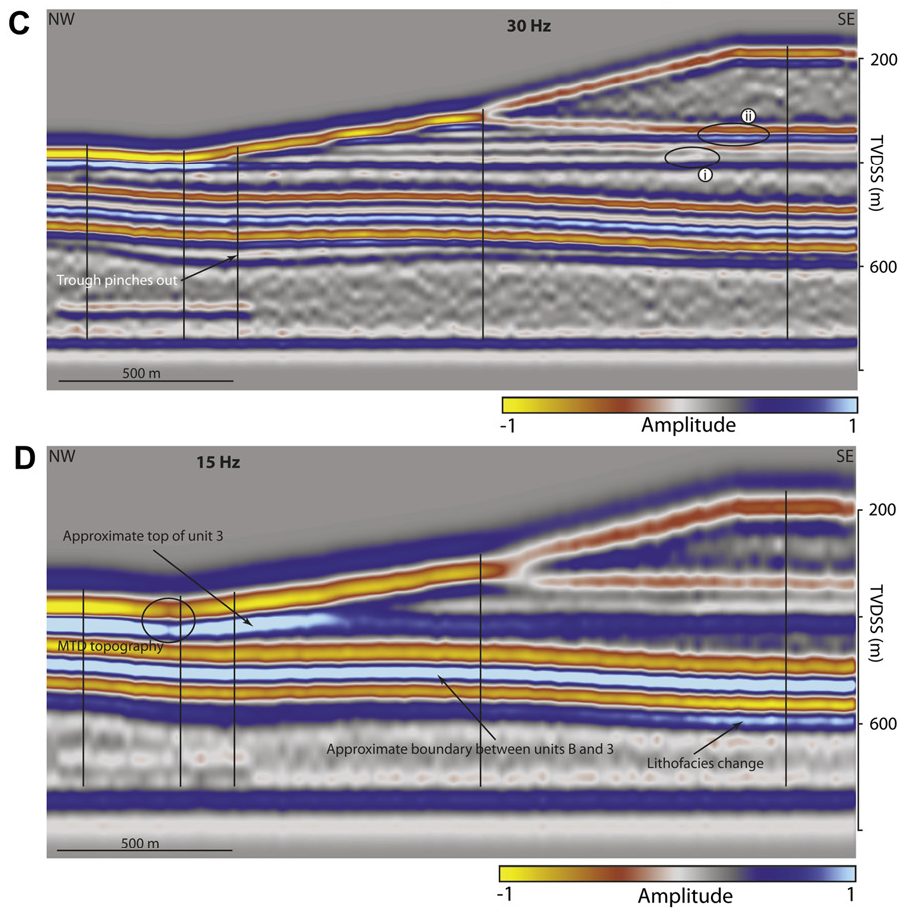 C
NW
30 Hz
SE
200
ii
i
TVDSS (m)
Trough pinches out
600
500 m
-1
Amplitude
1
D
NW
15 Hz
SE
200
Approximate top of unit 3
TVDSS (m)
MTD topography
600
Approximate boundary between units B and 3
Lithofacies change
500 m
-1
Amplitude
1